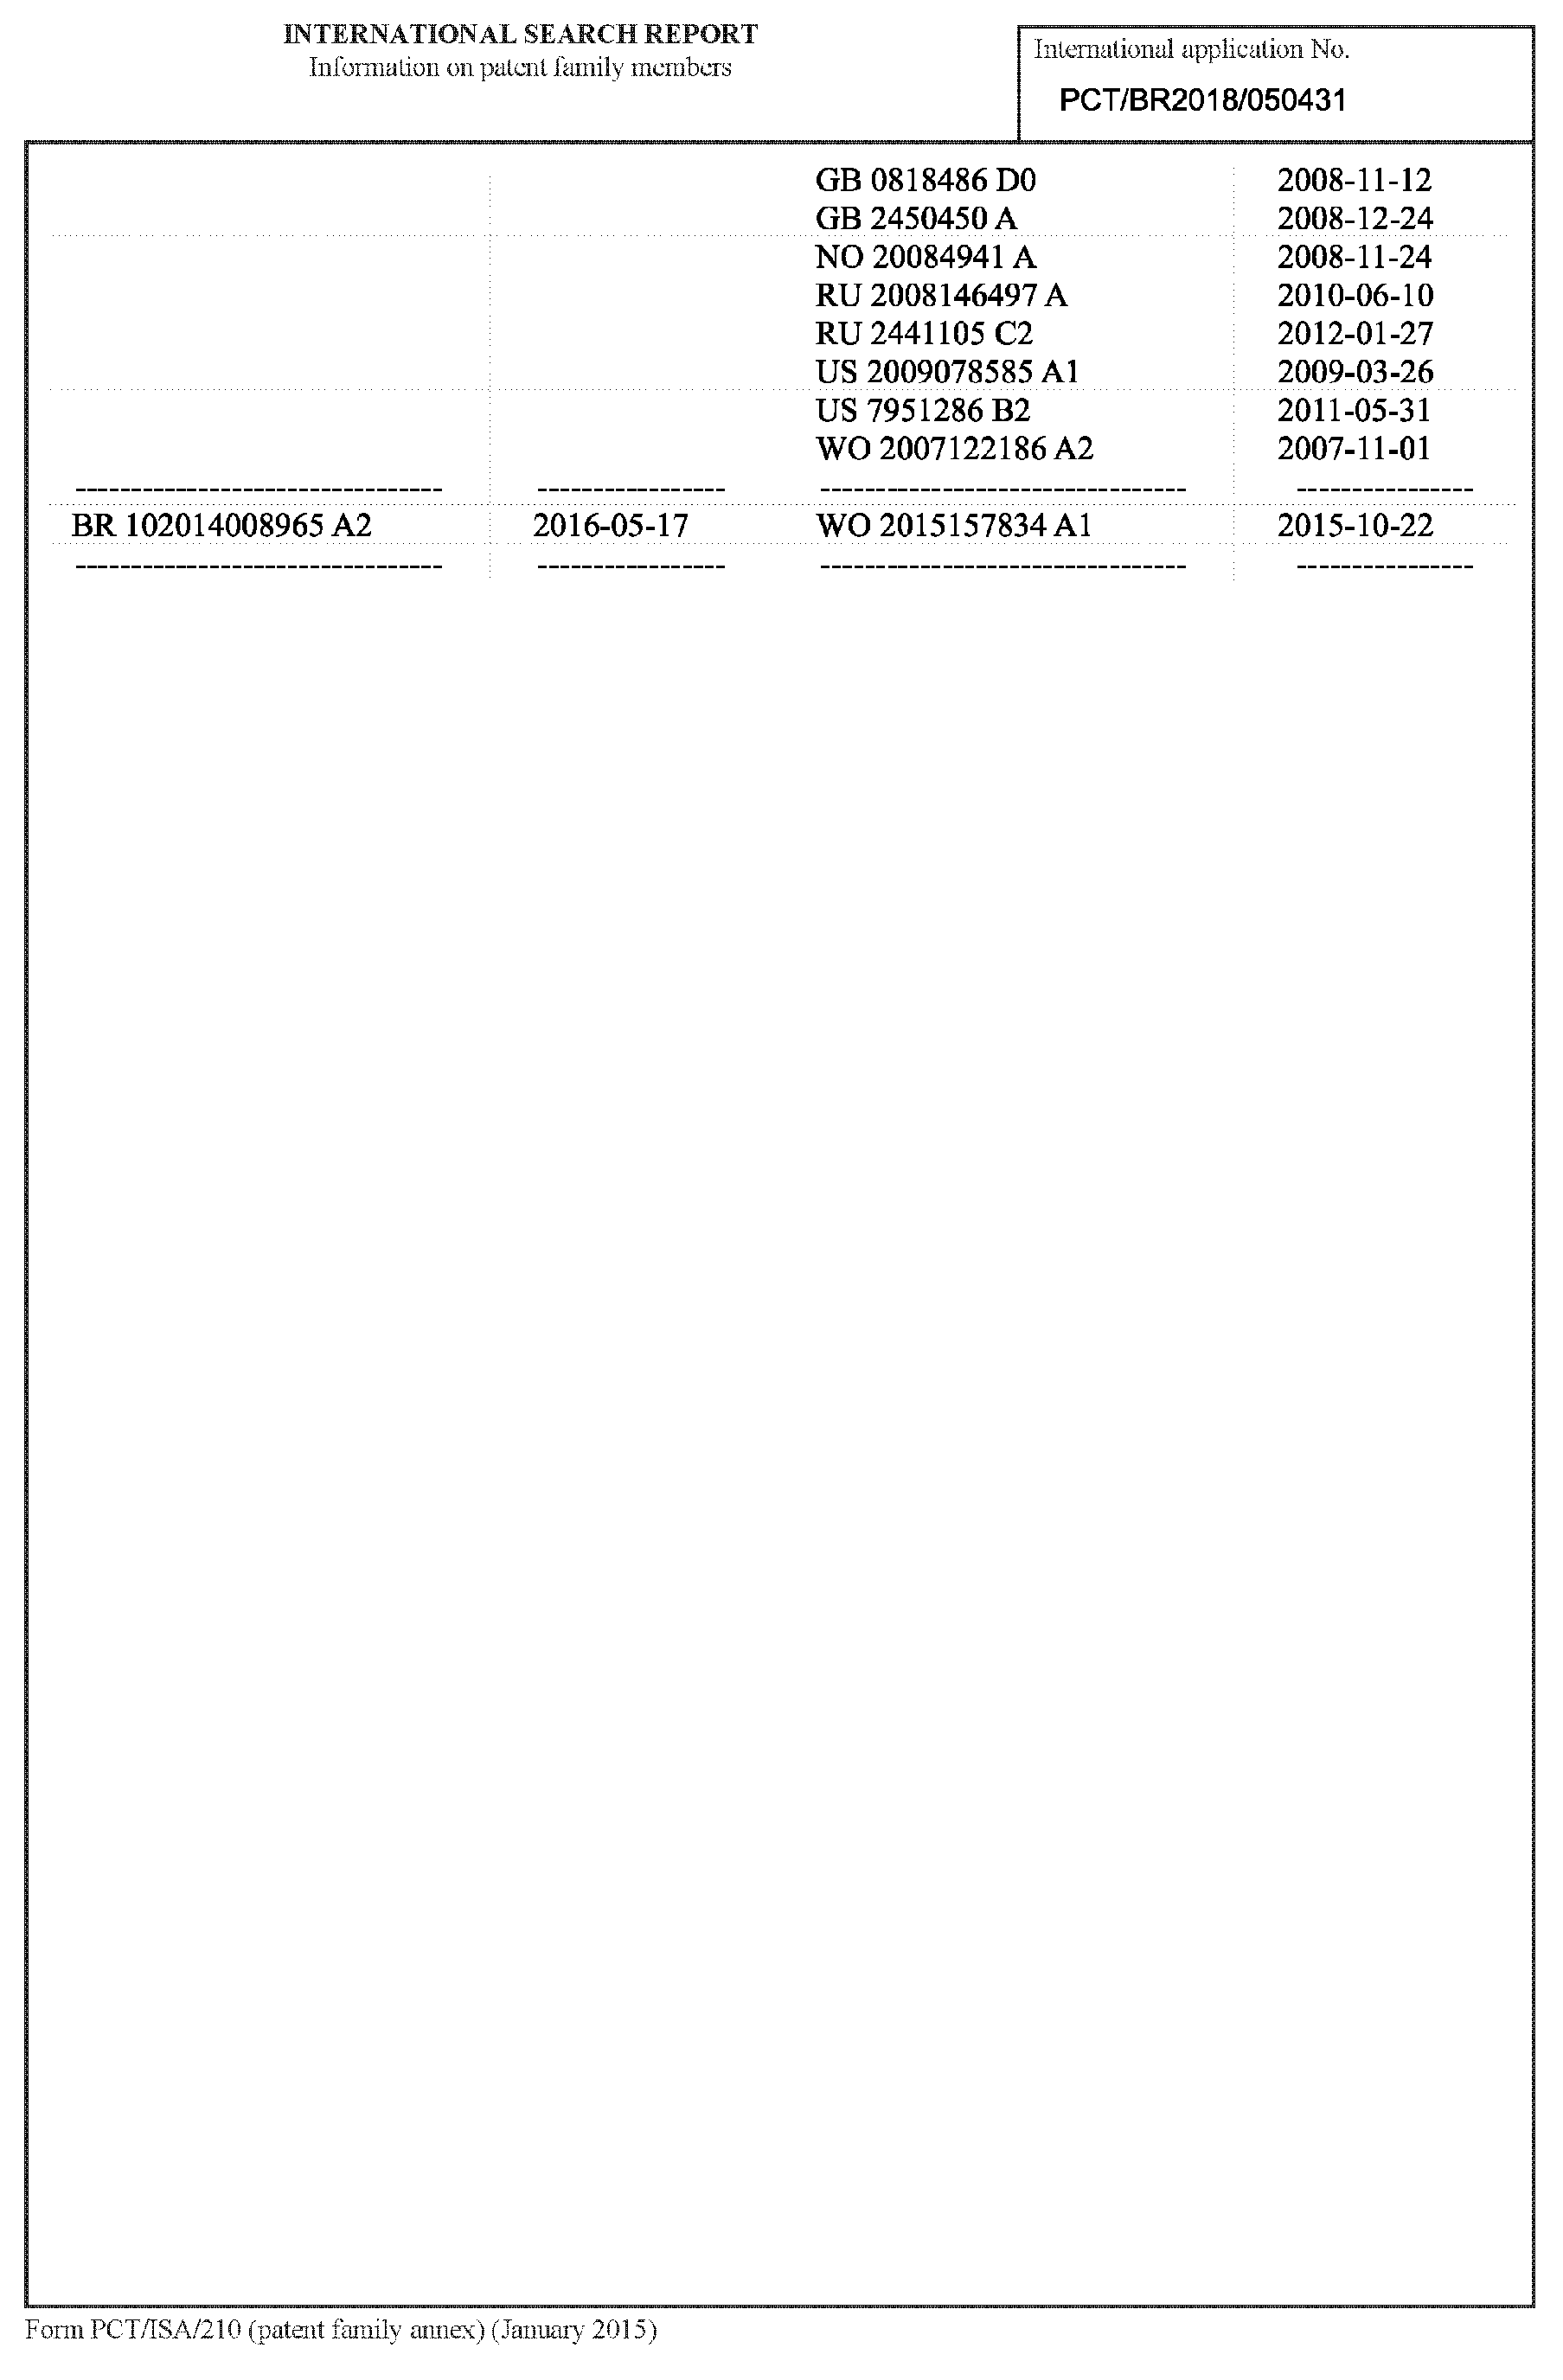 INTERNATIONAL SEARCH REPORT
Information on patent family members
International application No.
PCT/BR2018/050431
GB 0818486 D0 2008-11-12
GB 2450450 A 2008-12-24
NO 20084941 A 2008-11-24
RU 2008146497 A 2010-06-10
RU 2441105 C2 2012-01-27
US 2009078585 A1 2009-03-26
US 7951286 B2 2011-05-31
WO 2007122186 A2 2007-11-01
--------------------------------- ----------------- --------------------------------- ----------------
BR 102014008965 A2 2016-05-17 WO 2015157834 A1 2015-10-22
--------------------------------- ----------------- --------------------------------- ----------------
Form PCT/ISA/210 (patent family annex) (January 2015)